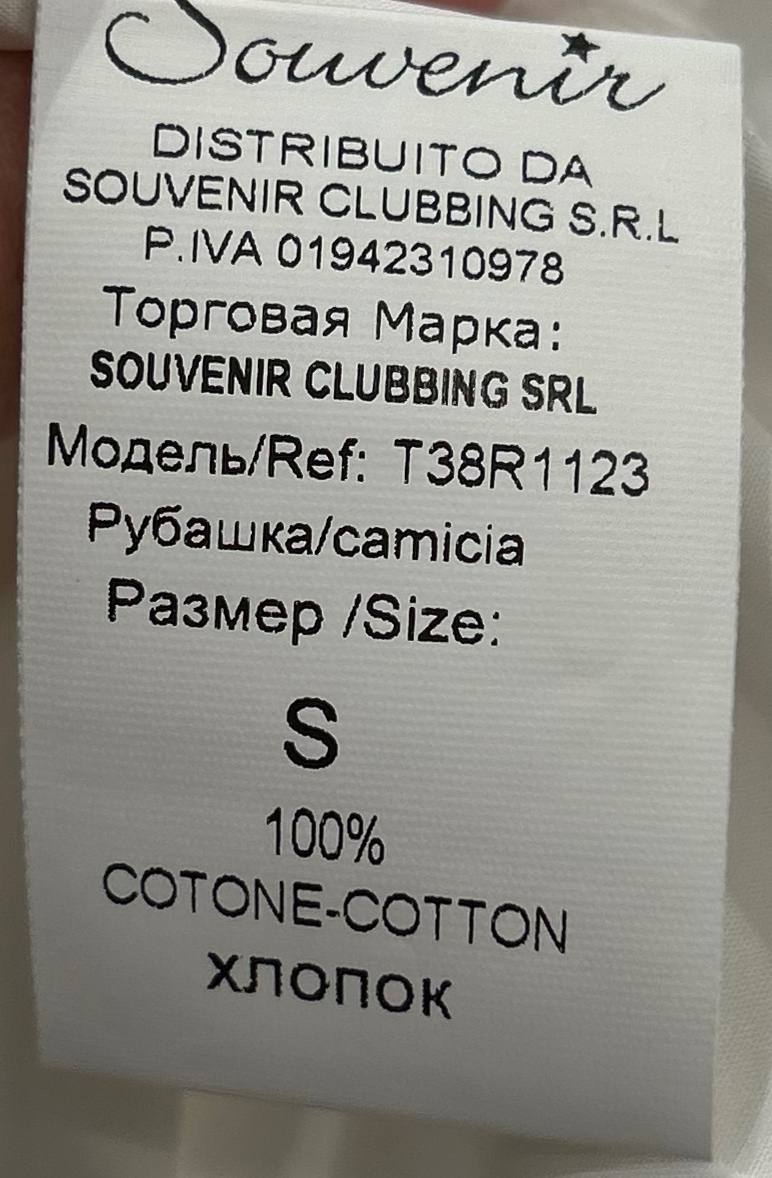 Souvenir
DISTRIBUITO DA
SOUVENIR CLUBBING S.R.L
P.IVA 01942310978
Торговая Марка:
SOUVENIR CLUBBING SRL
Модель/Ref: T38R1123
Рубашка/camicia
Размер /Size:
S
100%
COTONE-COTTON
хлопок